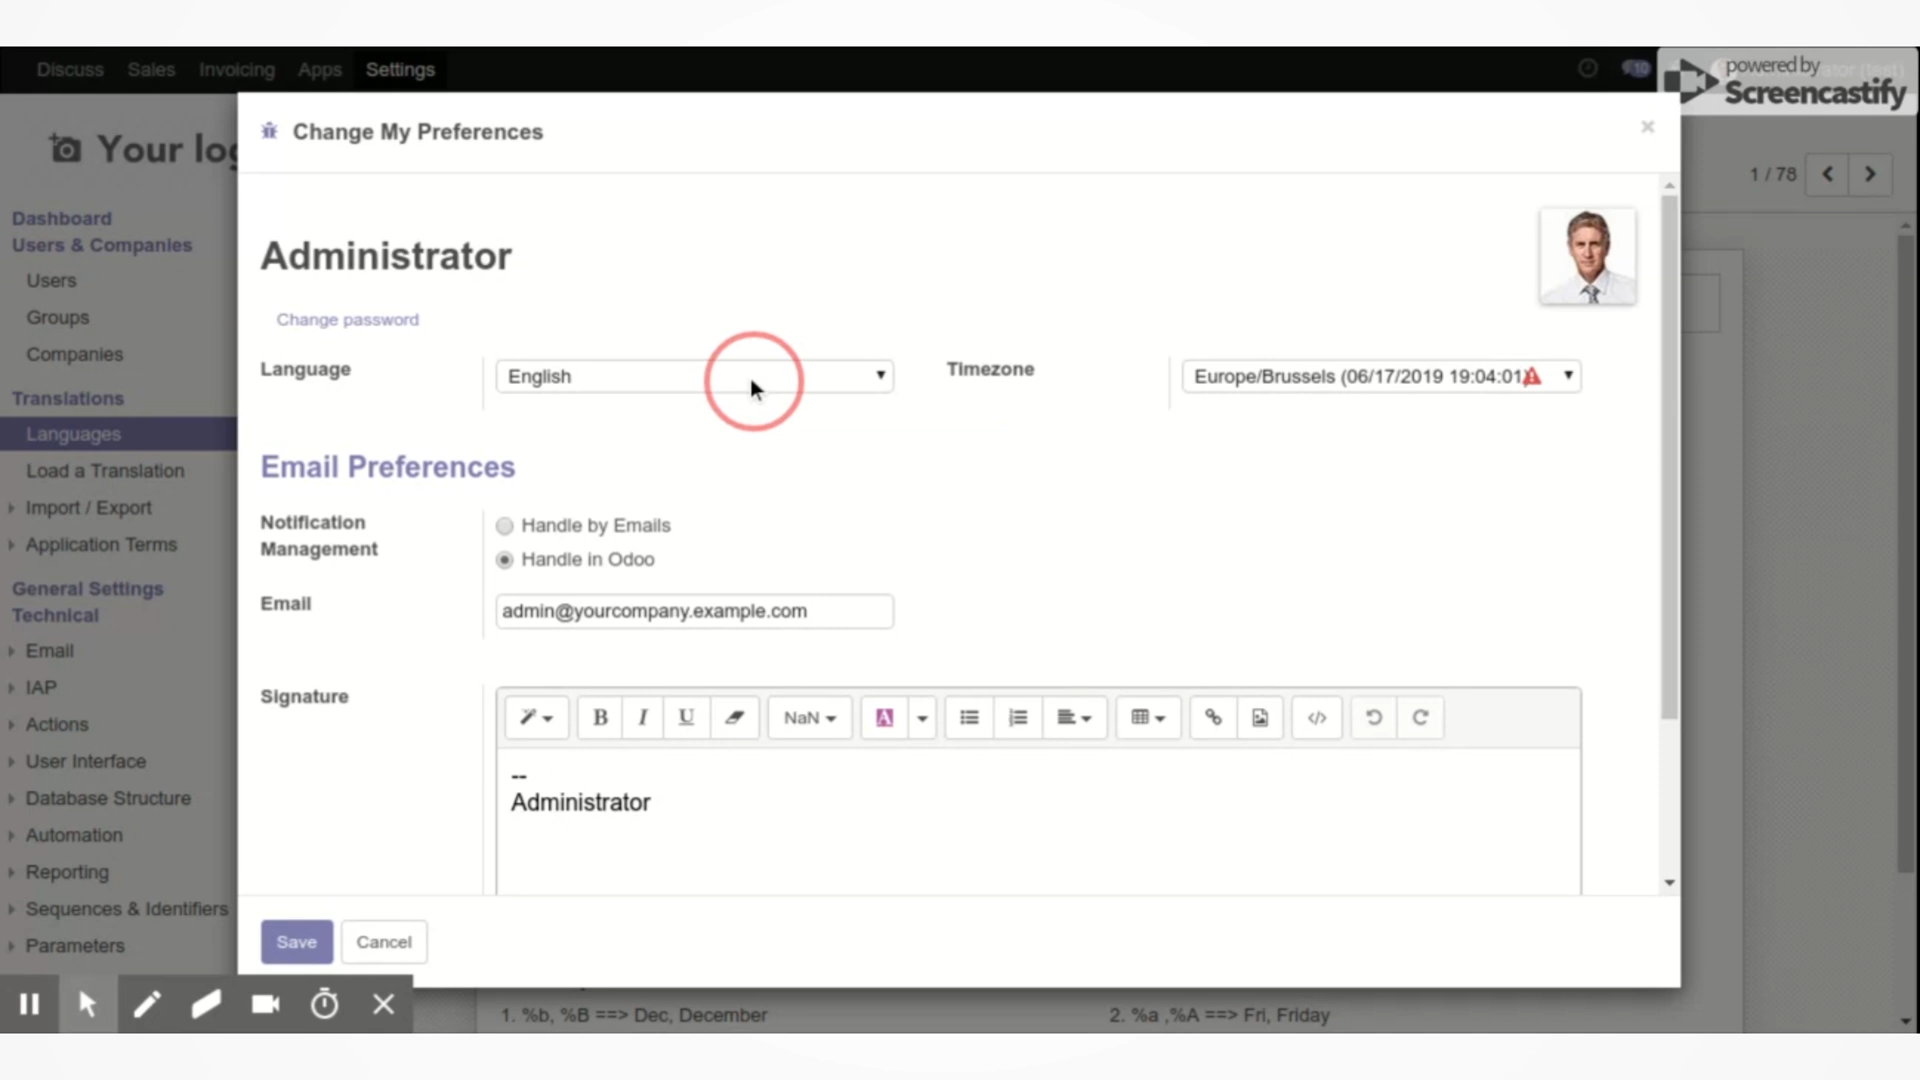 Discuss Sales Invoicing Apps Settings
10
powered by
Screencastify
Change My Preferences
×
Your log
1 / 78
Dashboard
Users & Companies
Users
Groups
Companies
Translations
Languages
Load a Translation
Import / Export
Application Terms
General Settings
Technical
Email
IAP
Actions
User Interface
Database Structure
Automation
Reporting
Sequences & Identifiers
Parameters
Administrator
Change password
Language English
Timezone Europe/Brussels (06/17/2019 19:04:01)
Email Preferences
Notification Management
Handle by Emails
Handle in Odoo
Email admin@yourcompany.example.com
Signature
B I U NaN A
--
Administrator
Save Cancel
1. %b, %B ==> Dec, December
2. %a ,%A ==> Fri, Friday